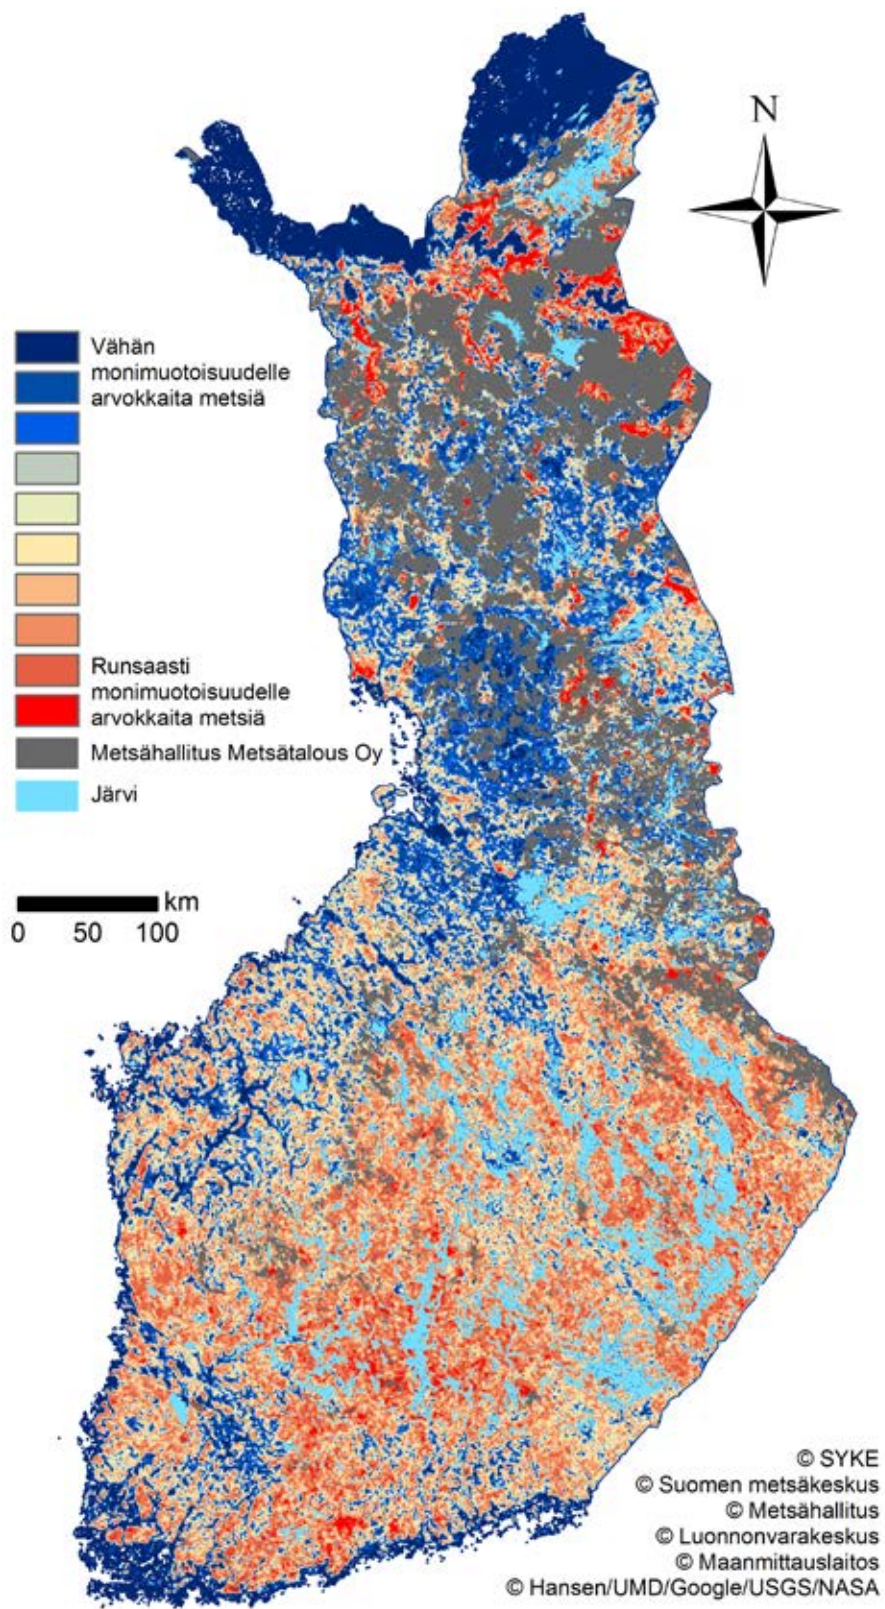 N
Vähän
monimuotoisuudelle
arvokkaita metsiä
Runsaasti
monimuotoisuudelle
arvokkaita metsiä
Metsähallitus Metsätalous Oy
Järvi
km
0 50 100
© SYKE
© Suomen metsäkeskus
© Metsähallitus
© Luonnonvarakeskus
© Maanmittauslaitos
© Hansen/UMD/Google/USGS/NASA